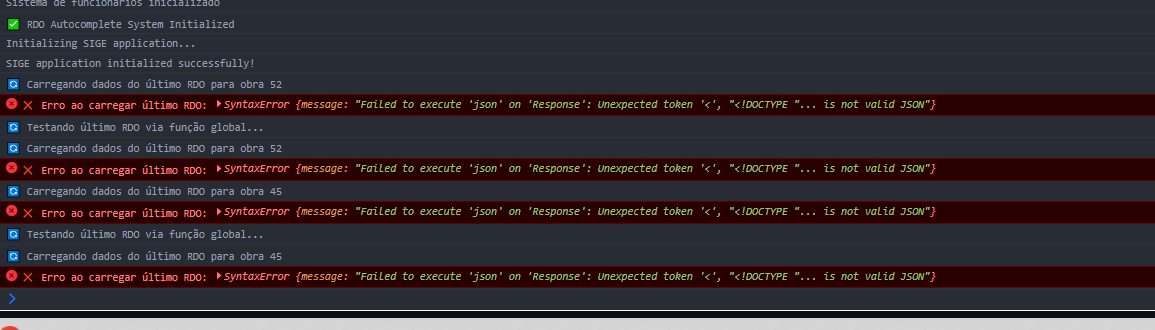 Sistema de funcionários inicializado
RDO Autocomplete System Initialized
Initializing SIGE application...
SIGE application initialized successfully!
Carregando dados do último RDO para obra 52
Erro ao carregar último RDO: SyntaxError {message: "Failed to execute 'json' on 'Response': Unexpected token '<', "<!DOCTYPE "... is not valid JSON"}
Testando último RDO via função global...
Carregando dados do último RDO para obra 52
Erro ao carregar último RDO: SyntaxError {message: "Failed to execute 'json' on 'Response': Unexpected token '<', "<!DOCTYPE "... is not valid JSON"}
Carregando dados do último RDO para obra 45
Erro ao carregar último RDO: SyntaxError {message: "Failed to execute 'json' on 'Response': Unexpected token '<', "<!DOCTYPE "... is not valid JSON"}
Testando último RDO via função global...
Carregando dados do último RDO para obra 45
Erro ao carregar último RDO: SyntaxError {message: "Failed to execute 'json' on 'Response': Unexpected token '<', "<!DOCTYPE "... is not valid JSON"}